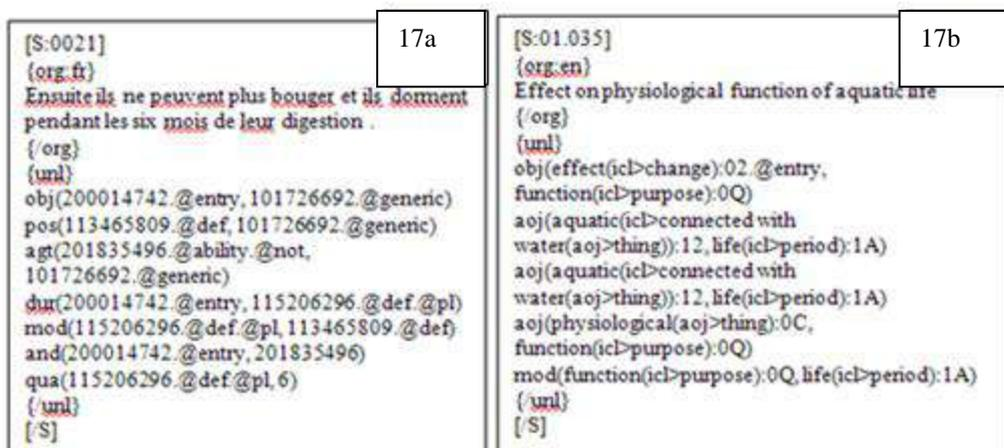 17a
[S:0021]
{org:fr}
Ensuite ils ne peuvent plus bouger et ils dorment
pendant les six mois de leur digestion .
{/org}
{unl}
obj(200014742.@entry, 101726692.@generic)
pos(113465809.@def, 101726692.@generic)
agt(201835496.@ability.@not,
101726692.@generic)
dur(200014742.@entry, 115206296.@def.@pl)
mod(115206296.@def.@pl, 113465809.@def)
and(200014742.@entry, 201835496)
qua(115206296.@def.@pl, 6)
{/unl}
[/S]
17b
[S:01.035]
{org:en}
Effect on physiological function of aquatic life
{/org}
{unl}
obj(effect(icl>change):02.@entry,
function(icl>purpose):0Q)
aoj(aquatic(icl>connected with
water(aoj>thing)):12, life(icl>period):1A)
aoj(aquatic(icl>connected with
water(aoj>thing)):12, life(icl>period):1A)
aoj(physiological(aoj>thing):0C,
function(icl>purpose):0Q)
mod(function(icl>purpose):0Q, life(icl>period):1A)
{/unl}
[/S]